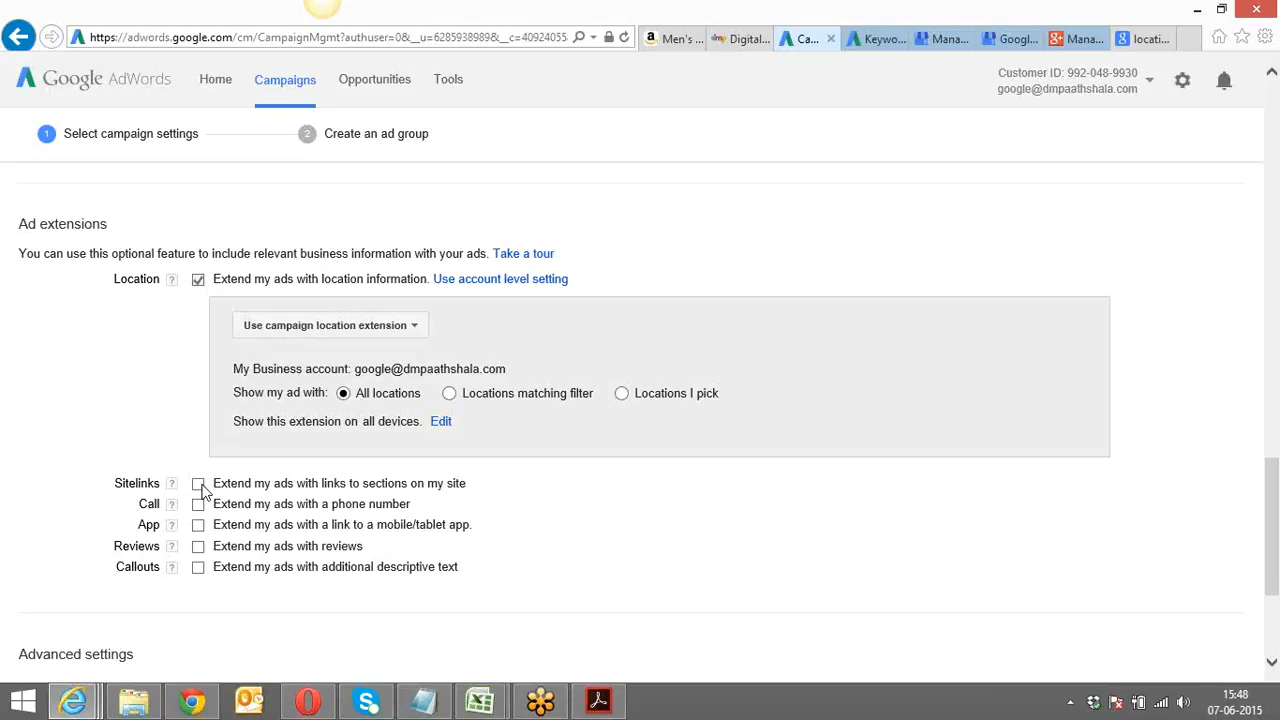 https://adwords.google.com/cm/CampaignMgmt?authuser=0&__u=6285938989&__c=40924055
Men's ...
Digital...
Ca...
Keywo...
Mana...
Googl...
Mana...
locati...
Google AdWords
Home
Campaigns
Opportunities
Tools
Customer ID: 992-048-9930
google@dmpaathshala.com
1 Select campaign settings
2 Create an ad group
Ad extensions
You can use this optional feature to include relevant business information with your ads. Take a tour
Location ? Extend my ads with location information. Use account level setting
Use campaign location extension
My Business account: google@dmpaathshala.com
Show my ad with: All locations Locations matching filter Locations I pick
Show this extension on all devices. Edit
Sitelinks ? Extend my ads with links to sections on my site
Call ? Extend my ads with a phone number
App ? Extend my ads with a link to a mobile/tablet app.
Reviews ? Extend my ads with reviews
Callouts ? Extend my ads with additional descriptive text
Advanced settings
15:48
07-06-2015